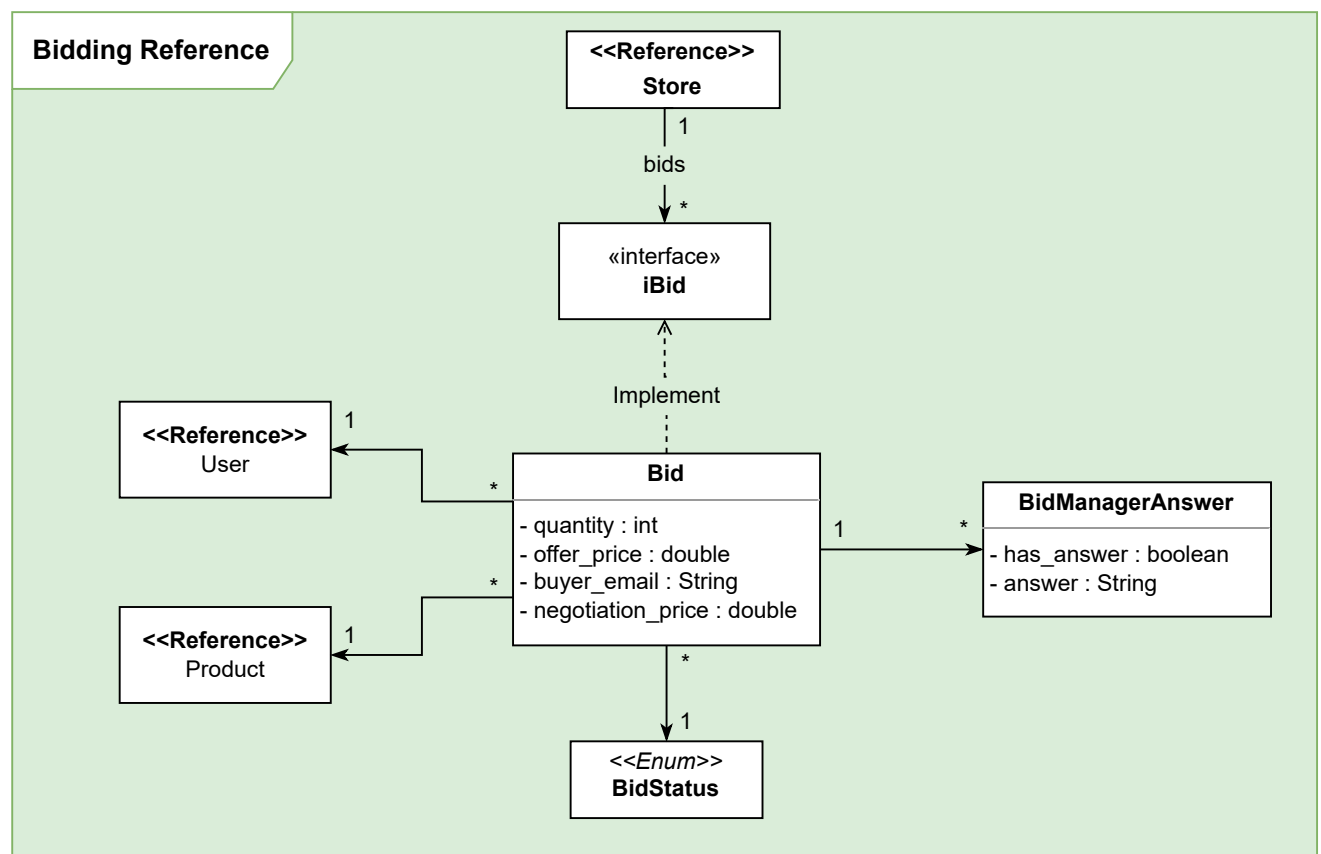 Bidding Reference
<<Reference>>
Store
1
bids
*
«interface»
iBid
Implement
<<Reference>>
User
1
*
Bid
- quantity : int
- offer_price : double
- buyer_email : String
- negotiation_price : double
1
*
BidManagerAnswer
- has_answer : boolean
- answer : String
<<Reference>>
Product
1
*
*
1
<<Enum>>
BidStatus